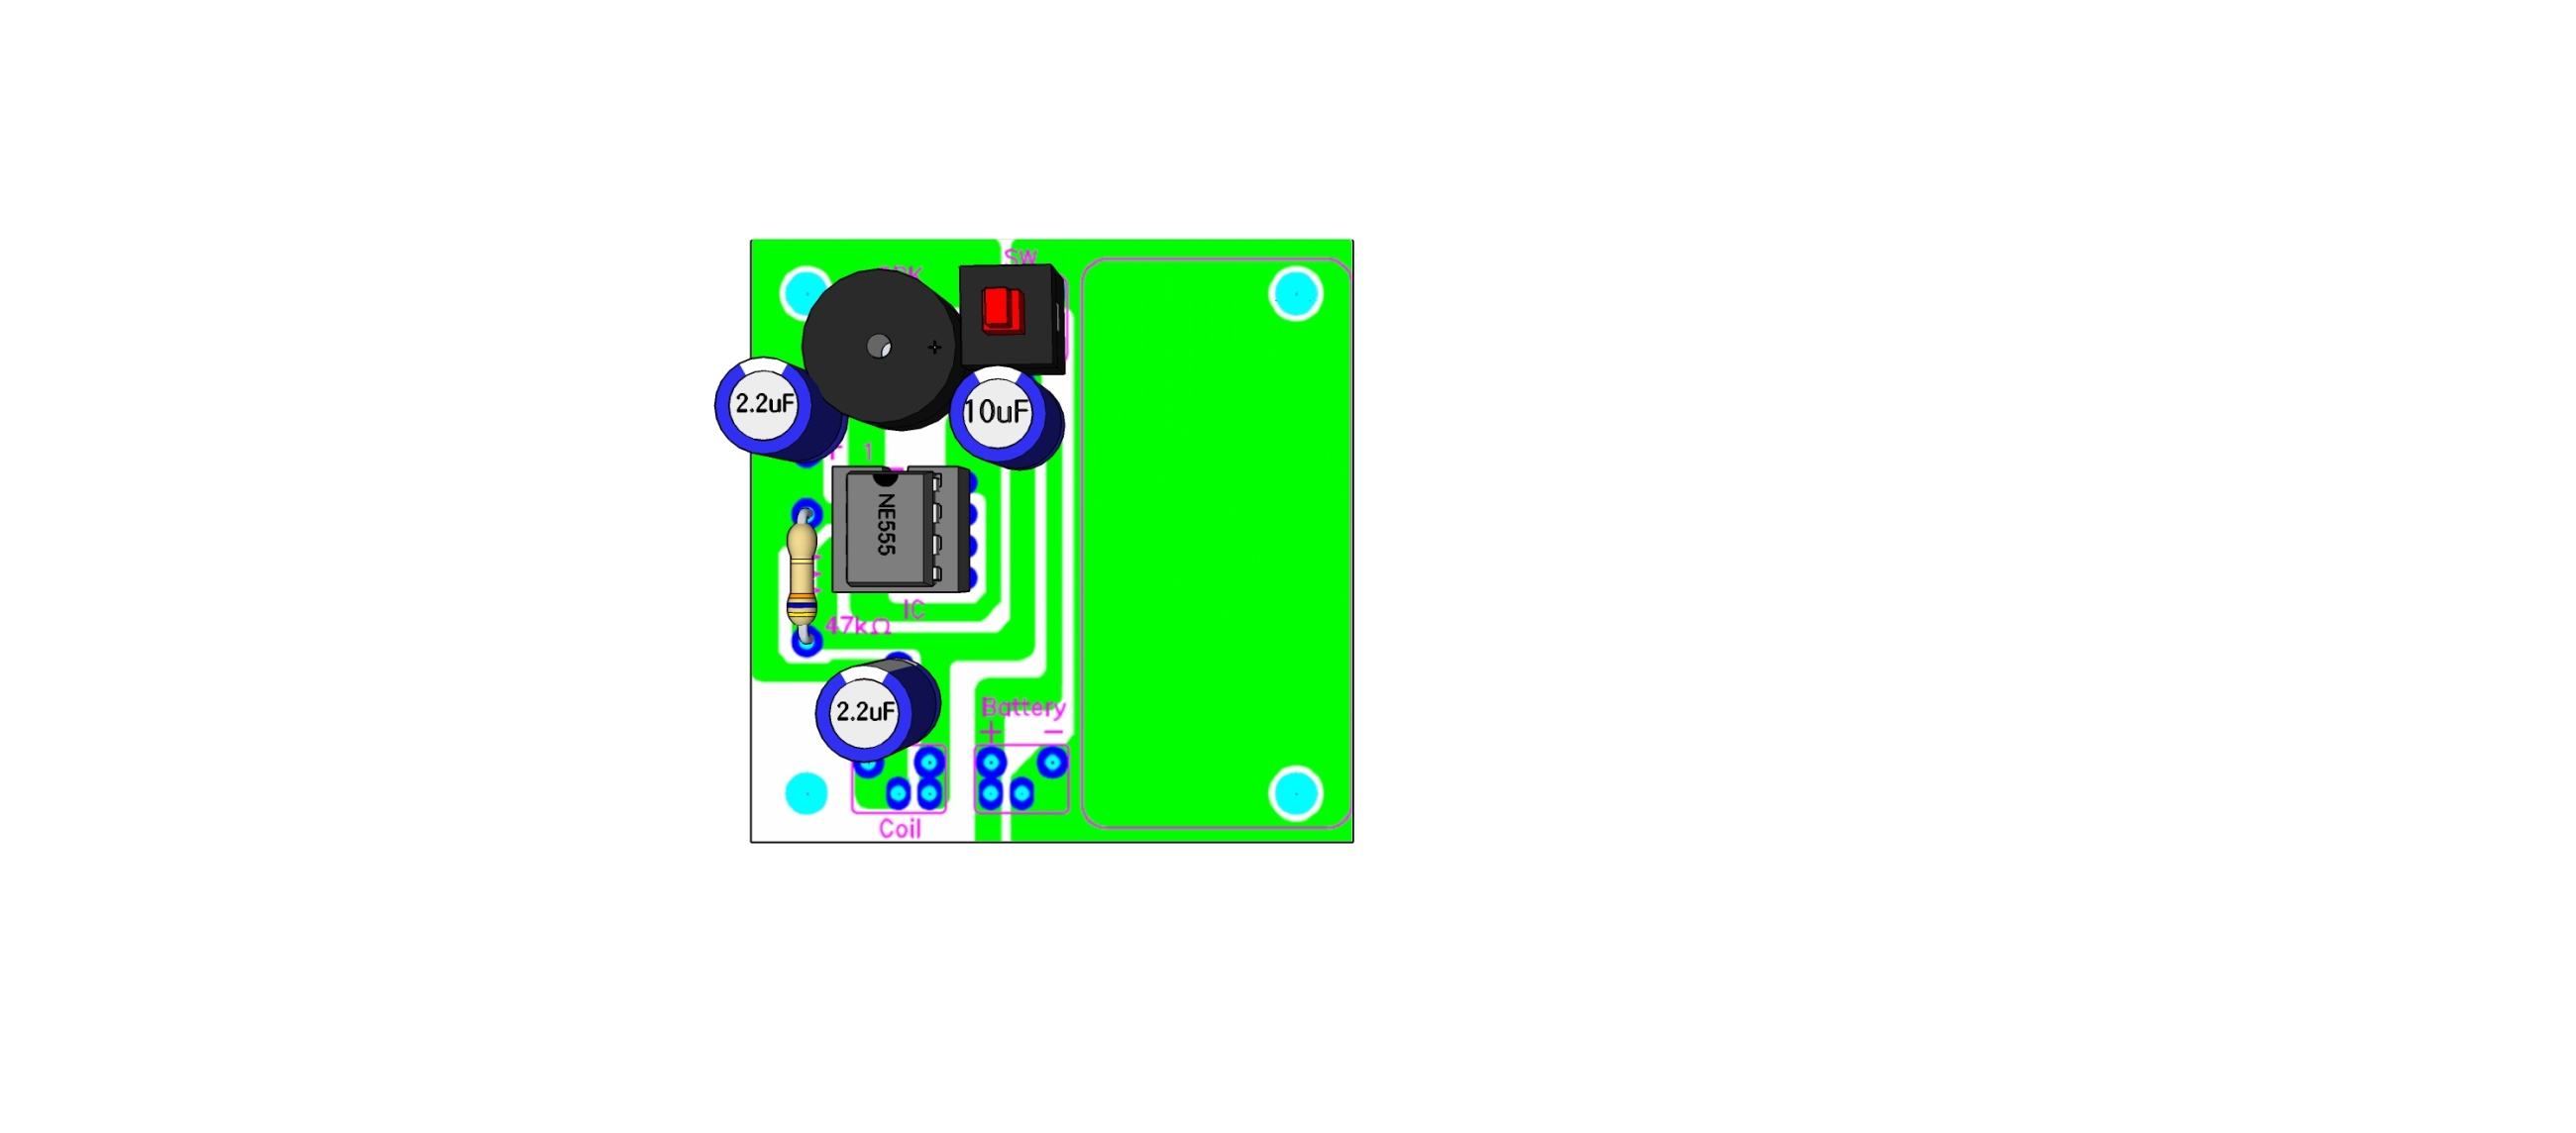 SW
2.2uF
10uF
1
NE555
IC
47kΩ
2.2uF
Battery
+ −
Coil